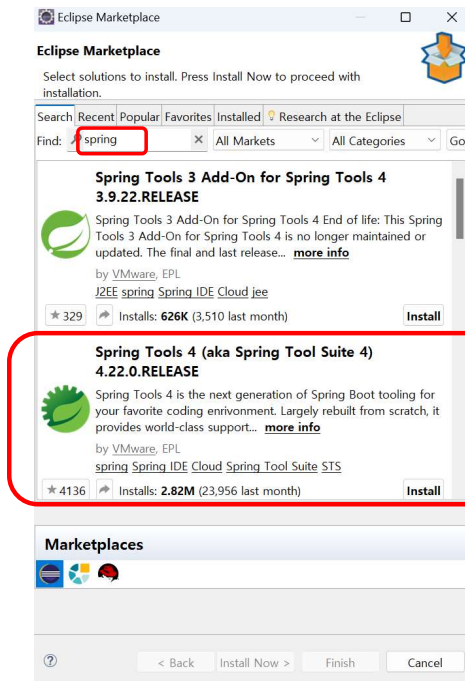 Eclipse Marketplace
Eclipse Marketplace
Select solutions to install. Press Install Now to proceed with
installation.
Search Recent Popular Favorites Installed Research at the Eclipse
Find: spring All Markets All Categories Go
Spring Tools 3 Add-On for Spring Tools 4
3.9.22.RELEASE
Spring Tools 3 Add-On for Spring Tools 4 End of life: This Spring
Tools 3 Add-On for Spring Tools 4 is no longer maintained or
updated. The final and last release... more info
by VMware, EPL
J2EE spring Spring IDE Cloud jee
329 Installs: 626K (3,510 last month) Install
Spring Tools 4 (aka Spring Tool Suite 4)
4.22.0.RELEASE
Spring Tools 4 is the next generation of Spring Boot tooling for
your favorite coding enrivonment. Largely rebuilt from scratch, it
provides world-class support... more info
by VMware, EPL
spring Spring IDE Cloud Spring Tool Suite STS
4136 Installs: 2.82M (23,956 last month) Install
Marketplaces
? < Back Install Now > Finish Cancel